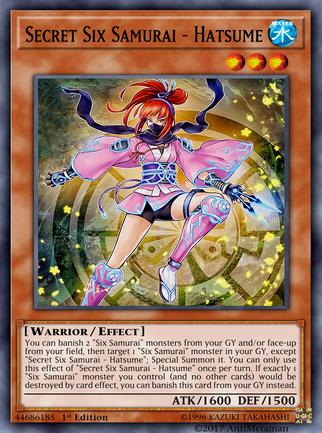 Secret Six Samurai - Hatsume
WATER
水
[Warrior / Effect]
You can banish 2 "Six Samurai" monsters from your GY and/or face-up
from your field, then target 1 "Six Samurai" monster in your GY, except
"Secret Six Samurai - Hatsume"; Special Summon it. You can only use
this effect of "Secret Six Samurai - Hatsume" once per turn. If exactly 1
"Six Samurai" monster you control (and no other cards) would be
destroyed by card effect, you can banish this card from your GY instead.
ATK/1600 DEF/1500
44686185 1st Edition ©1996 KAZUKI TAKAHASHI
©2017 AntiMetaman